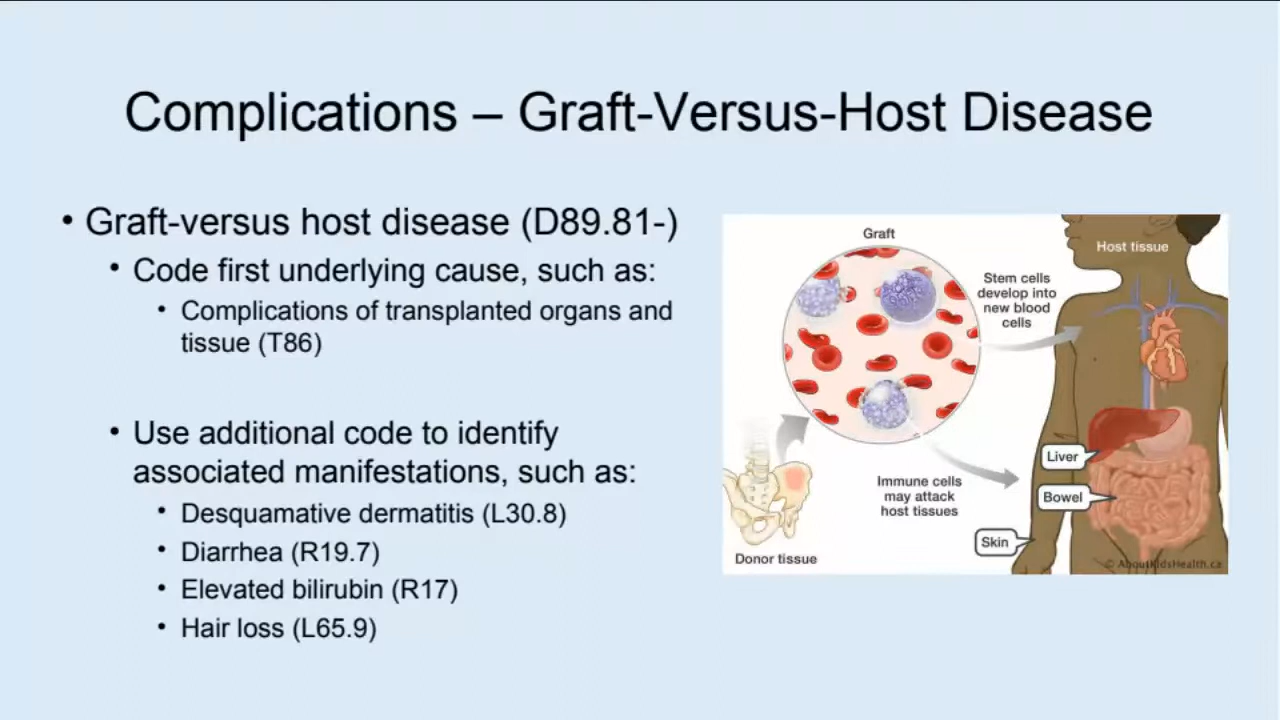 Complications – Graft-Versus-Host Disease
• Graft-versus host disease (D89.81-)
• Code first underlying cause, such as:
• Complications of transplanted organs and
tissue (T86)
• Use additional code to identify
associated manifestations, such as:
• Desquamative dermatitis (L30.8)
• Diarrhea (R19.7)
• Elevated bilirubin (R17)
• Hair loss (L65.9)
Graft
Host tissue
Stem cells
develop into
new blood
cells
Liver
Bowel
Immune cells
may attack
host tissues
Skin
Donor tissue
© AboutKidsHealth.ca